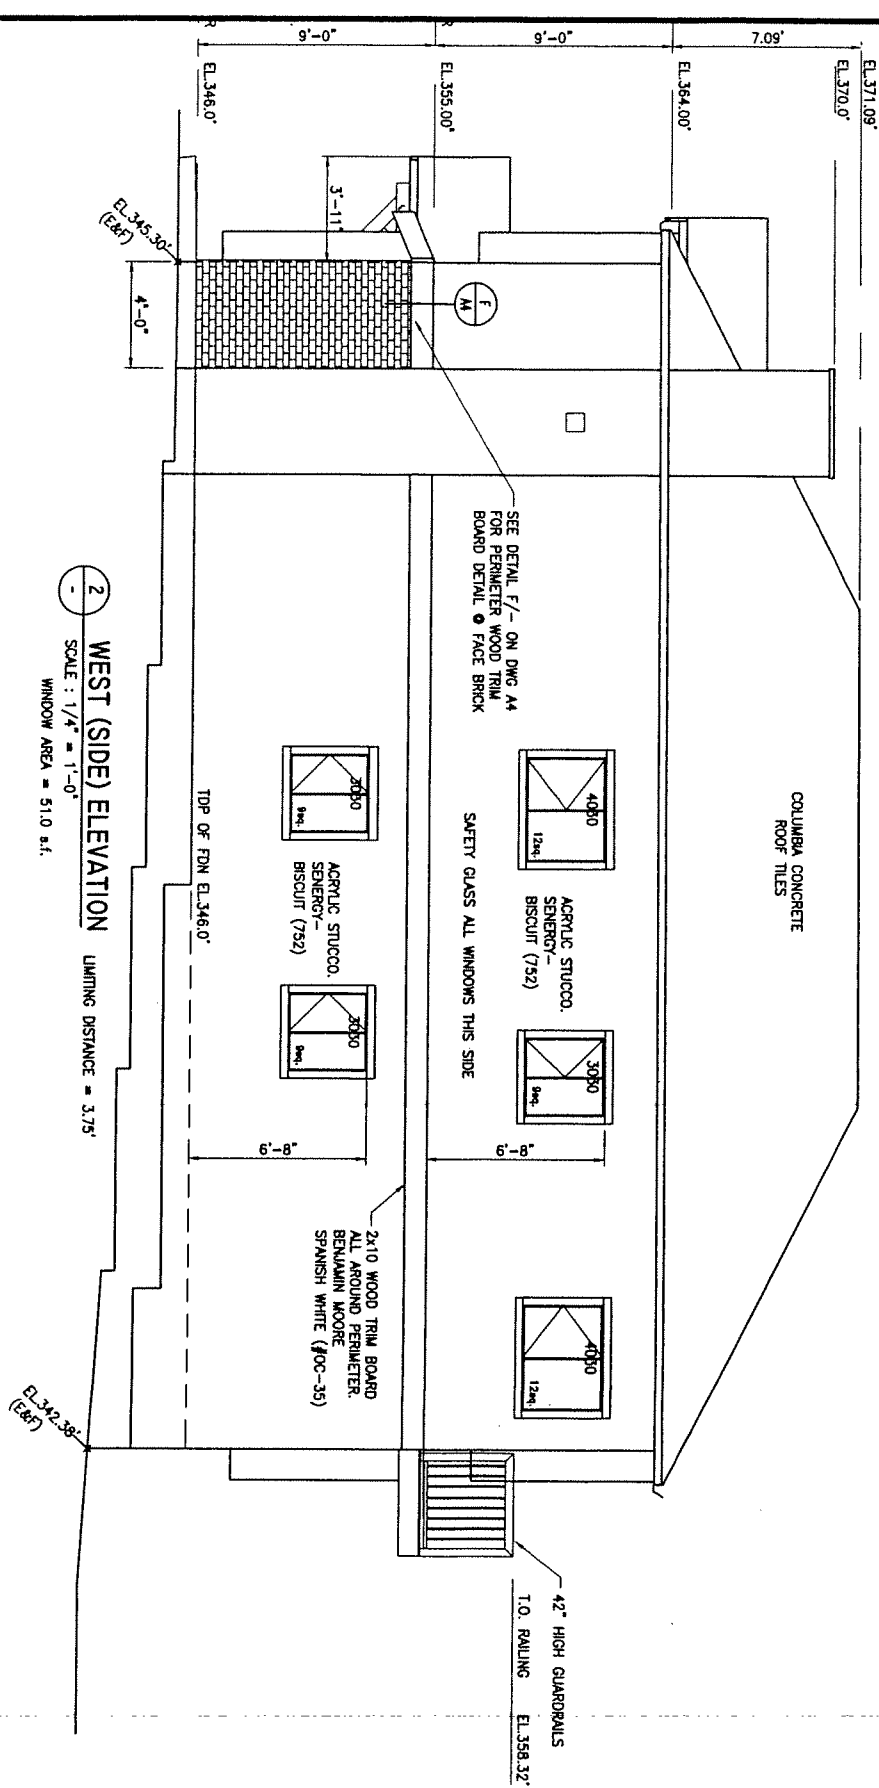 EL.371.09'
EL.370.0'
7.09'
EL.364.00'
9'-0"
EL.355.00'
9'-0"
EL.346.0'
3'-11"
EL.345.30'
(E&F)
4'-0"
F
A4
SEE DETAIL F/- ON DWG A4
FOR PERIMETER WOOD TRIM
BOARD DETAIL @ FACE BRICK
COLUMBIA CONCRETE
ROOF TILES
4030
12sq.
ACRYLIC STUCCO.
SENERGY-
BISCUIT (752)
3030
9sq.
4030
12sq.
SAFETY GLASS ALL WINDOWS THIS SIDE
6'-8"
3030
9sq.
ACRYLIC STUCCO.
SENERGY-
BISCUIT (752)
3030
9sq.
6'-8"
2x10 WOOD TRIM BOARD
ALL AROUND PERIMETER.
BENJAMIN MOORE
SPANISH WHITE (#OC-35)
42" HIGH GUARDRAILS
T.O. RAILING EL.358.32'
TOP OF FDN EL.346.0'
EL.342.38'
(E&F)
2
-
WEST (SIDE) ELEVATION
SCALE : 1/4" = 1'-0"
LIMITING DISTANCE = 3.75'
WINDOW AREA = 51.0 s.f.